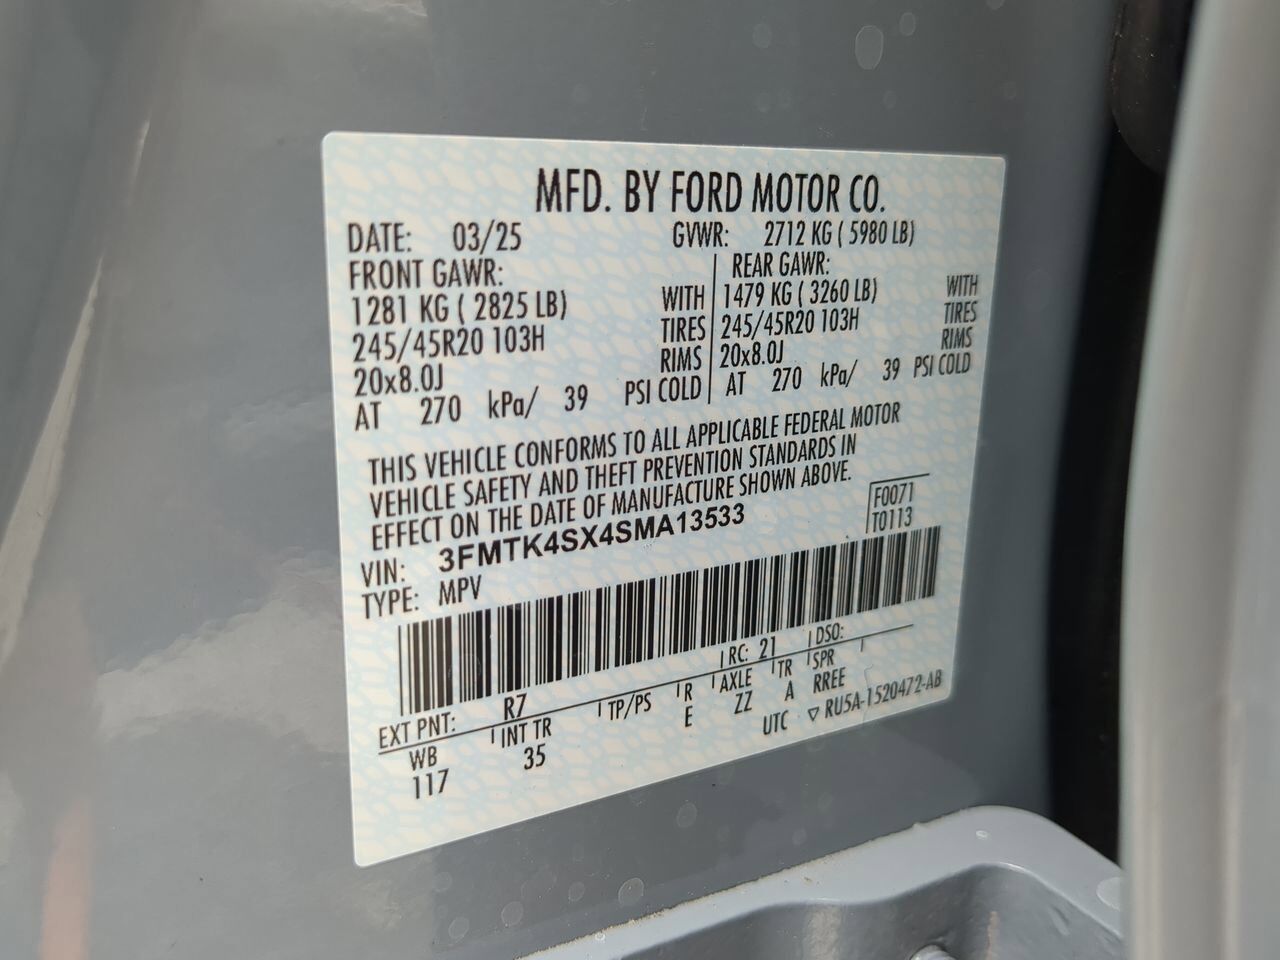 MFD. BY FORD MOTOR CO.
DATE: 03/25 GVWR: 2712 KG ( 5980 LB)
FRONT GAWR: REAR GAWR:
1281 KG ( 2825 LB) WITH 1479 KG ( 3260 LB) WITH
245/45R20 103H TIRES 245/45R20 103H TIRES
20x8.0J RIMS 20x8.0J RIMS
AT 270 kPa/ 39 PSI COLD AT 270 kPa/ 39 PSI COLD
THIS VEHICLE CONFORMS TO ALL APPLICABLE FEDERAL MOTOR
VEHICLE SAFETY AND THEFT PREVENTION STANDARDS IN
EFFECT ON THE DATE OF MANUFACTURE SHOWN ABOVE.
VIN: 3FMTK4SX4SMA13533 F0071
TYPE: MPV T0113
EXT PNT: R7 RC: 21 DSO:
WB INT TR TP/PS R AXLE TR SPR
117 35 E ZZ A RREE
UTC ▽ RU5A-1520472-AB